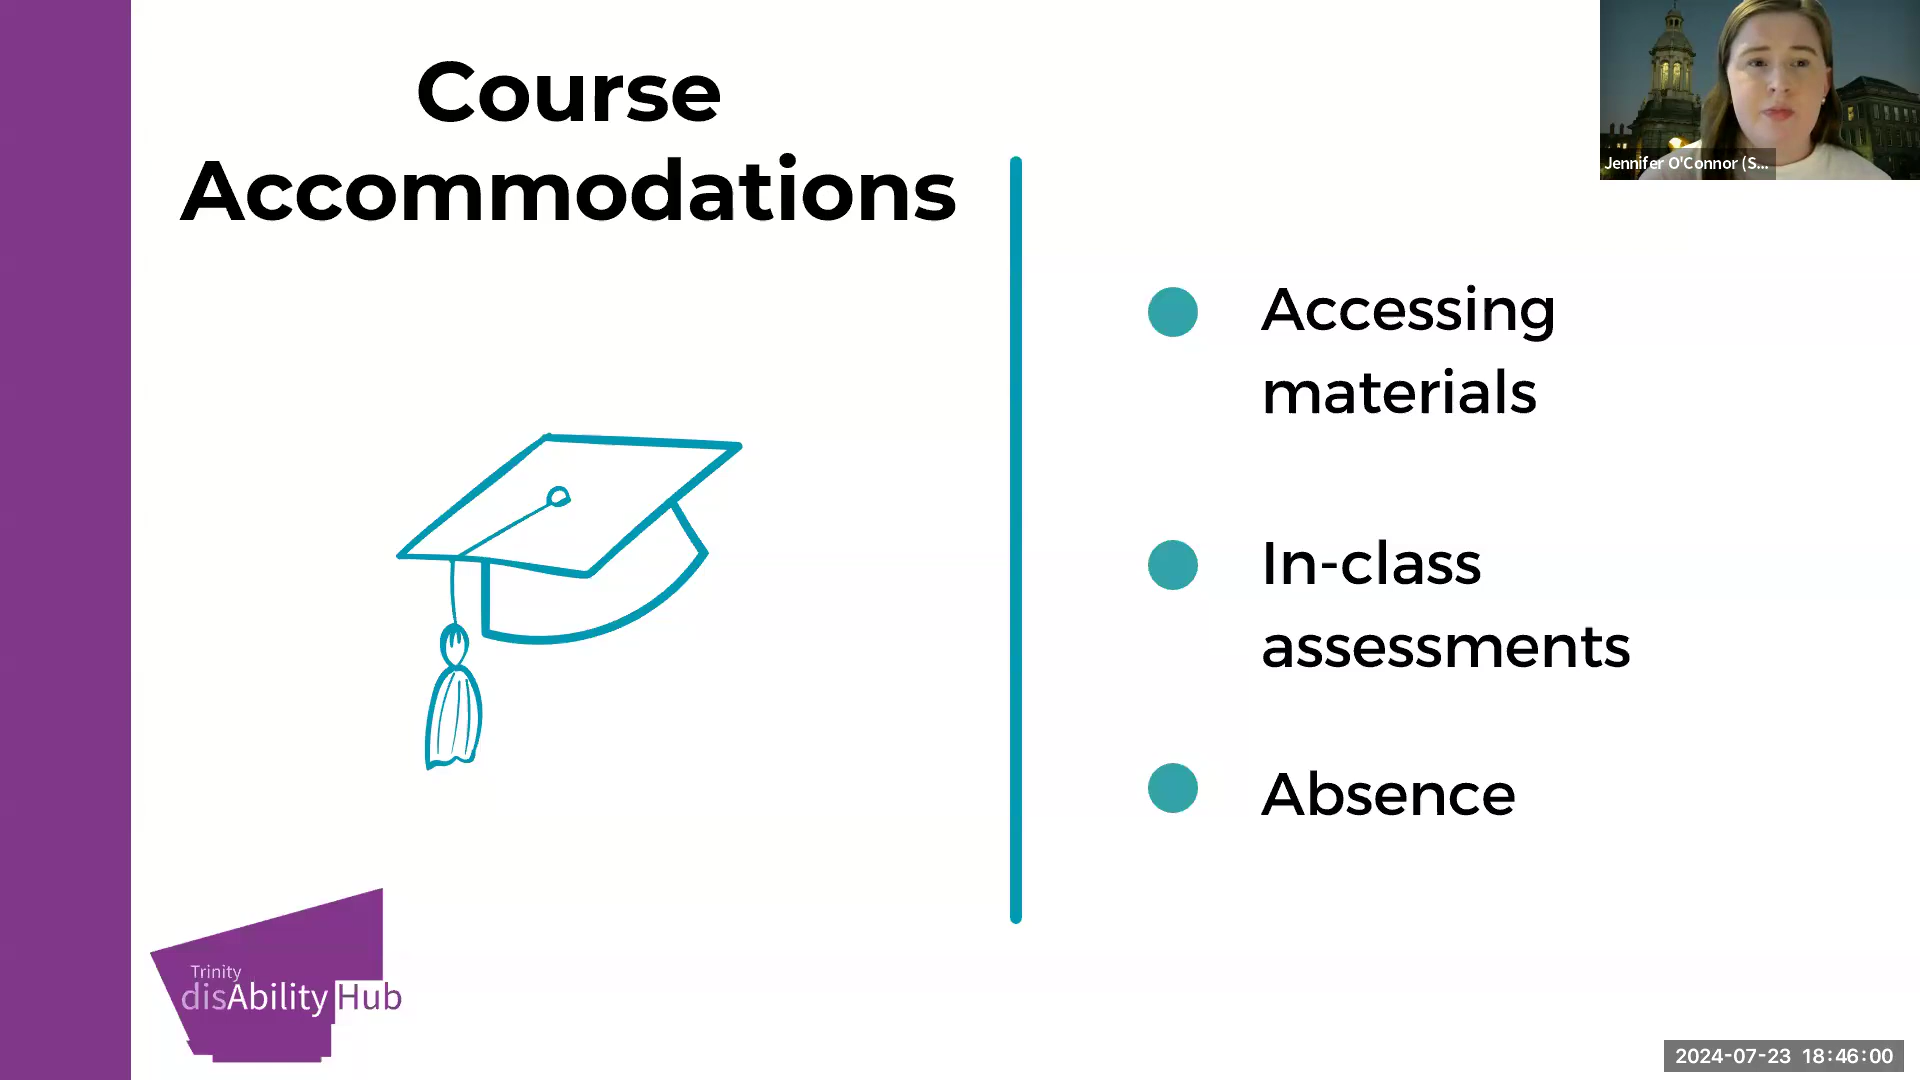 Course
Accommodations
Jennifer O'Connor (S...
Accessing
materials
In-class
assessments
Absence
Trinity
disAbility Hub
2024-07-23 18:46:00